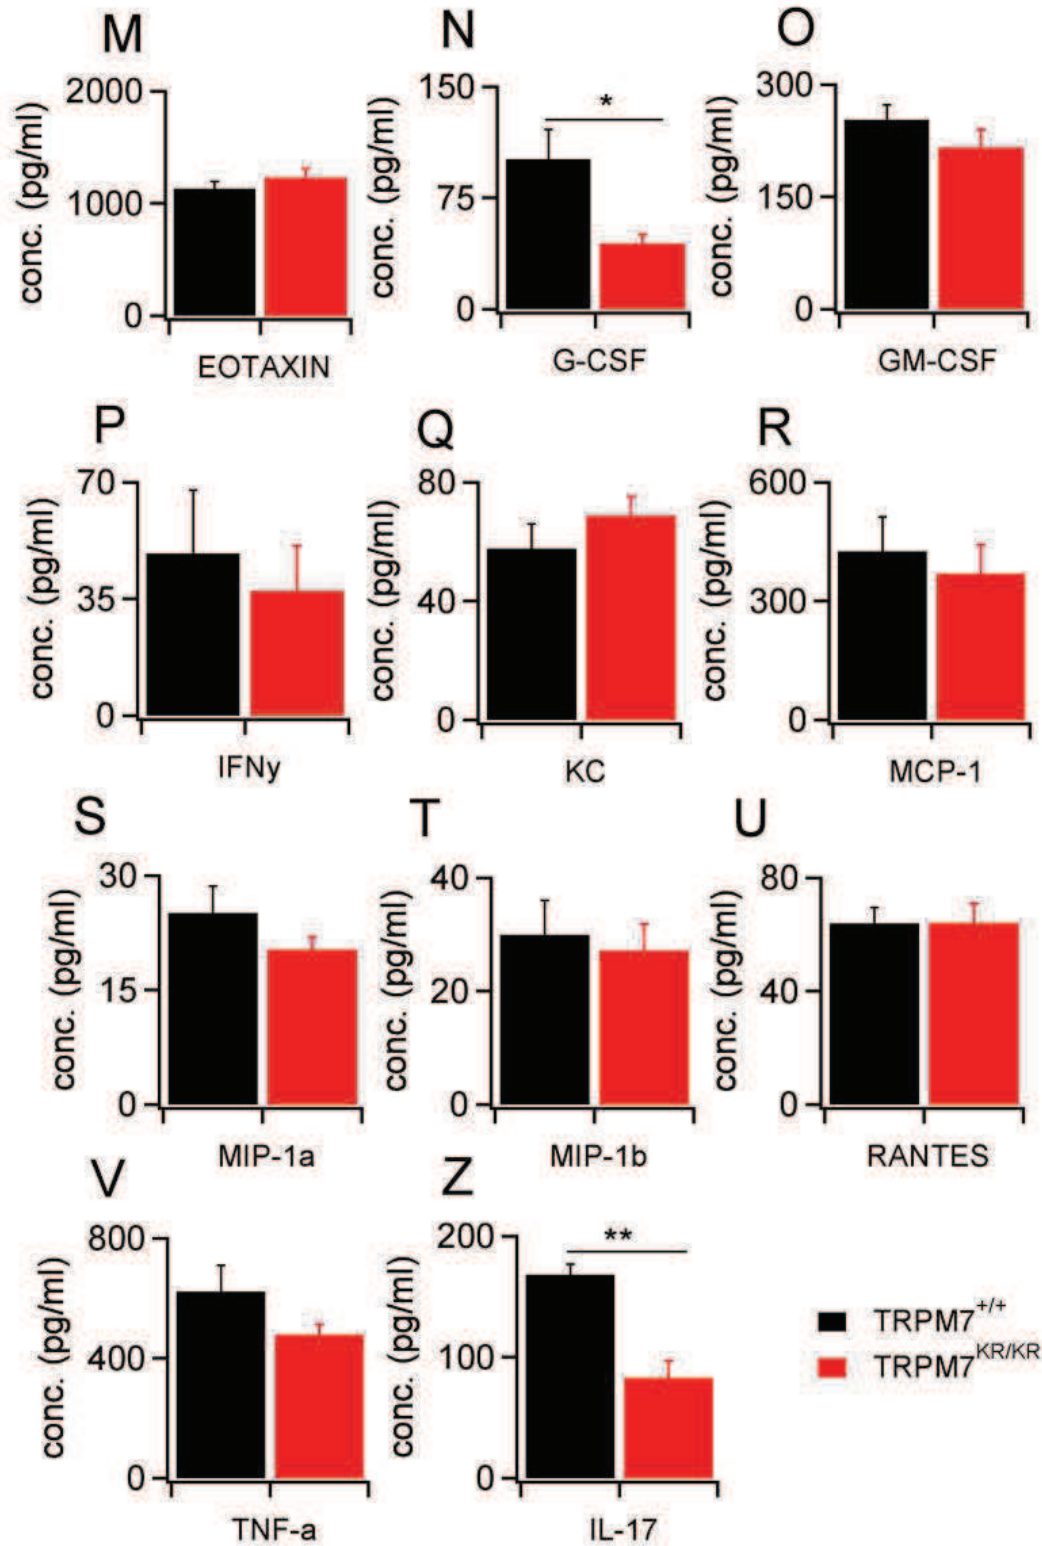 M
2000
1000
0
conc. (pg/ml)
EOTAXIN
N
150
75
0
conc. (pg/ml)
*
G-CSF
O
300
150
0
conc. (pg/ml)
GM-CSF
P
70
35
0
conc. (pg/ml)
IFNy
Q
80
40
0
conc. (pg/ml)
KC
R
600
300
0
conc. (pg/ml)
MCP-1
S
30
15
0
conc. (pg/ml)
MIP-1a
T
40
20
0
conc. (pg/ml)
MIP-1b
U
80
40
0
conc. (pg/ml)
RANTES
V
800
400
0
conc. (pg/ml)
TNF-a
Z
200
100
0
conc. (pg/ml)
**
IL-17
TRPM7+/+
TRPM7KR/KR